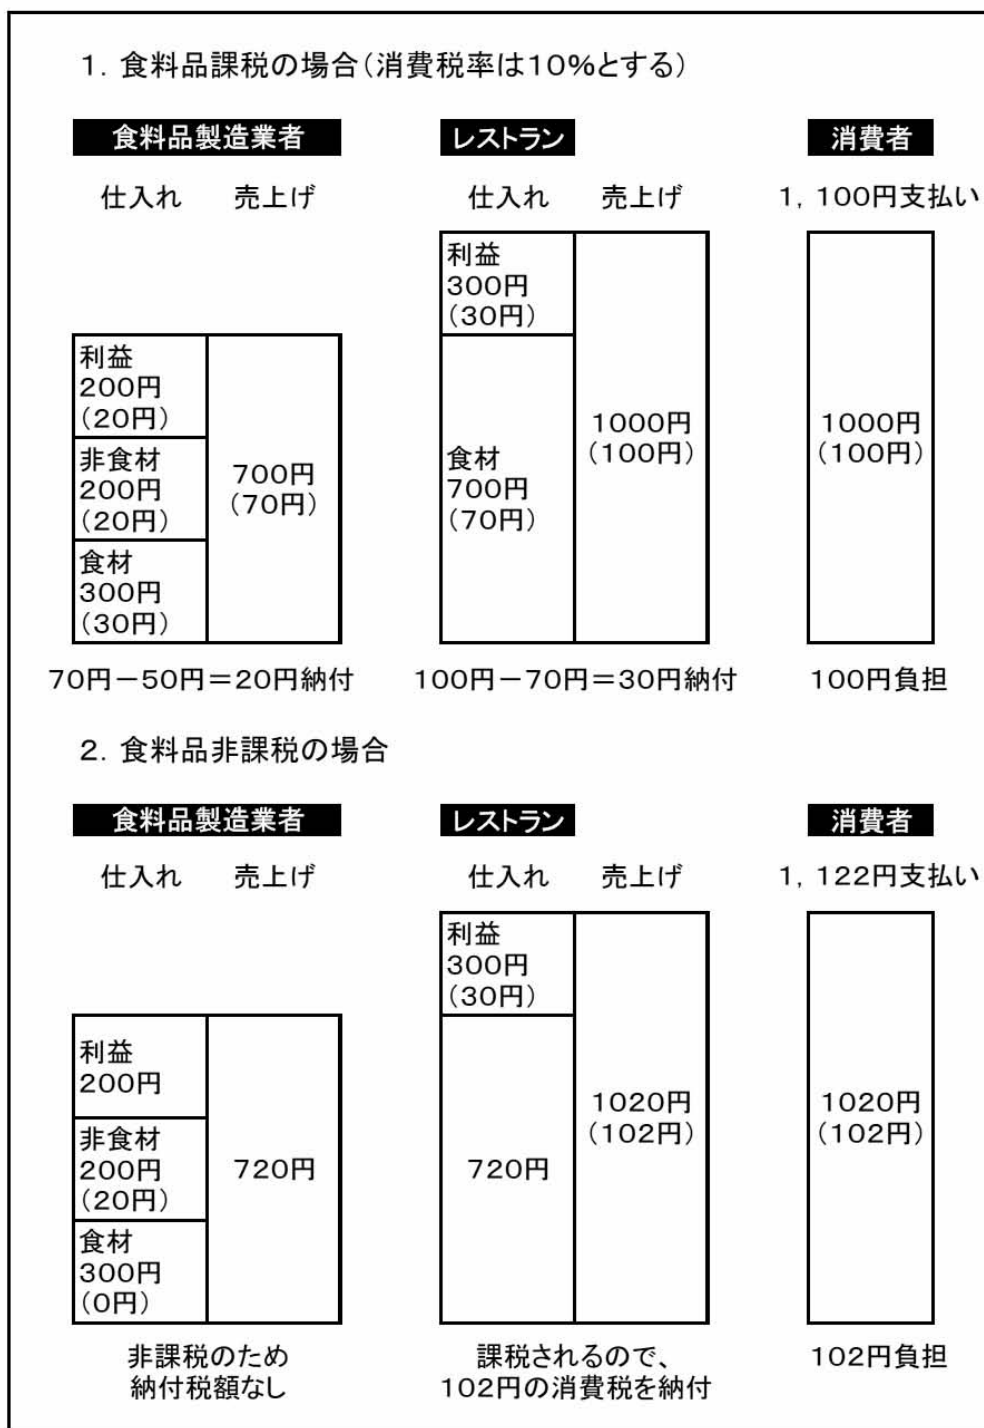 1．食料品課税の場合（消費税率は10％とする）
食料品製造業者
レストラン
消費者
仕入れ
売上げ
仕入れ
売上げ
1，100円支払い
利益
200円
（20円）
非食材
200円
（20円）
食材
300円
（30円）
700円
（70円）
利益
300円
（30円）
食材
700円
（70円）
1000円
（100円）
1000円
（100円）
70円－50円＝20円納付
100円－70円＝30円納付
100円負担
2．食料品非課税の場合
食料品製造業者
レストラン
消費者
仕入れ
売上げ
仕入れ
売上げ
1，122円支払い
利益
200円
非食材
200円
（20円）
食材
300円
（0円）
720円
利益
300円
（30円）
720円
1020円
（102円）
1020円
（102円）
非課税のため
納付税額なし
課税されるので、
102円の消費税を納付
102円負担